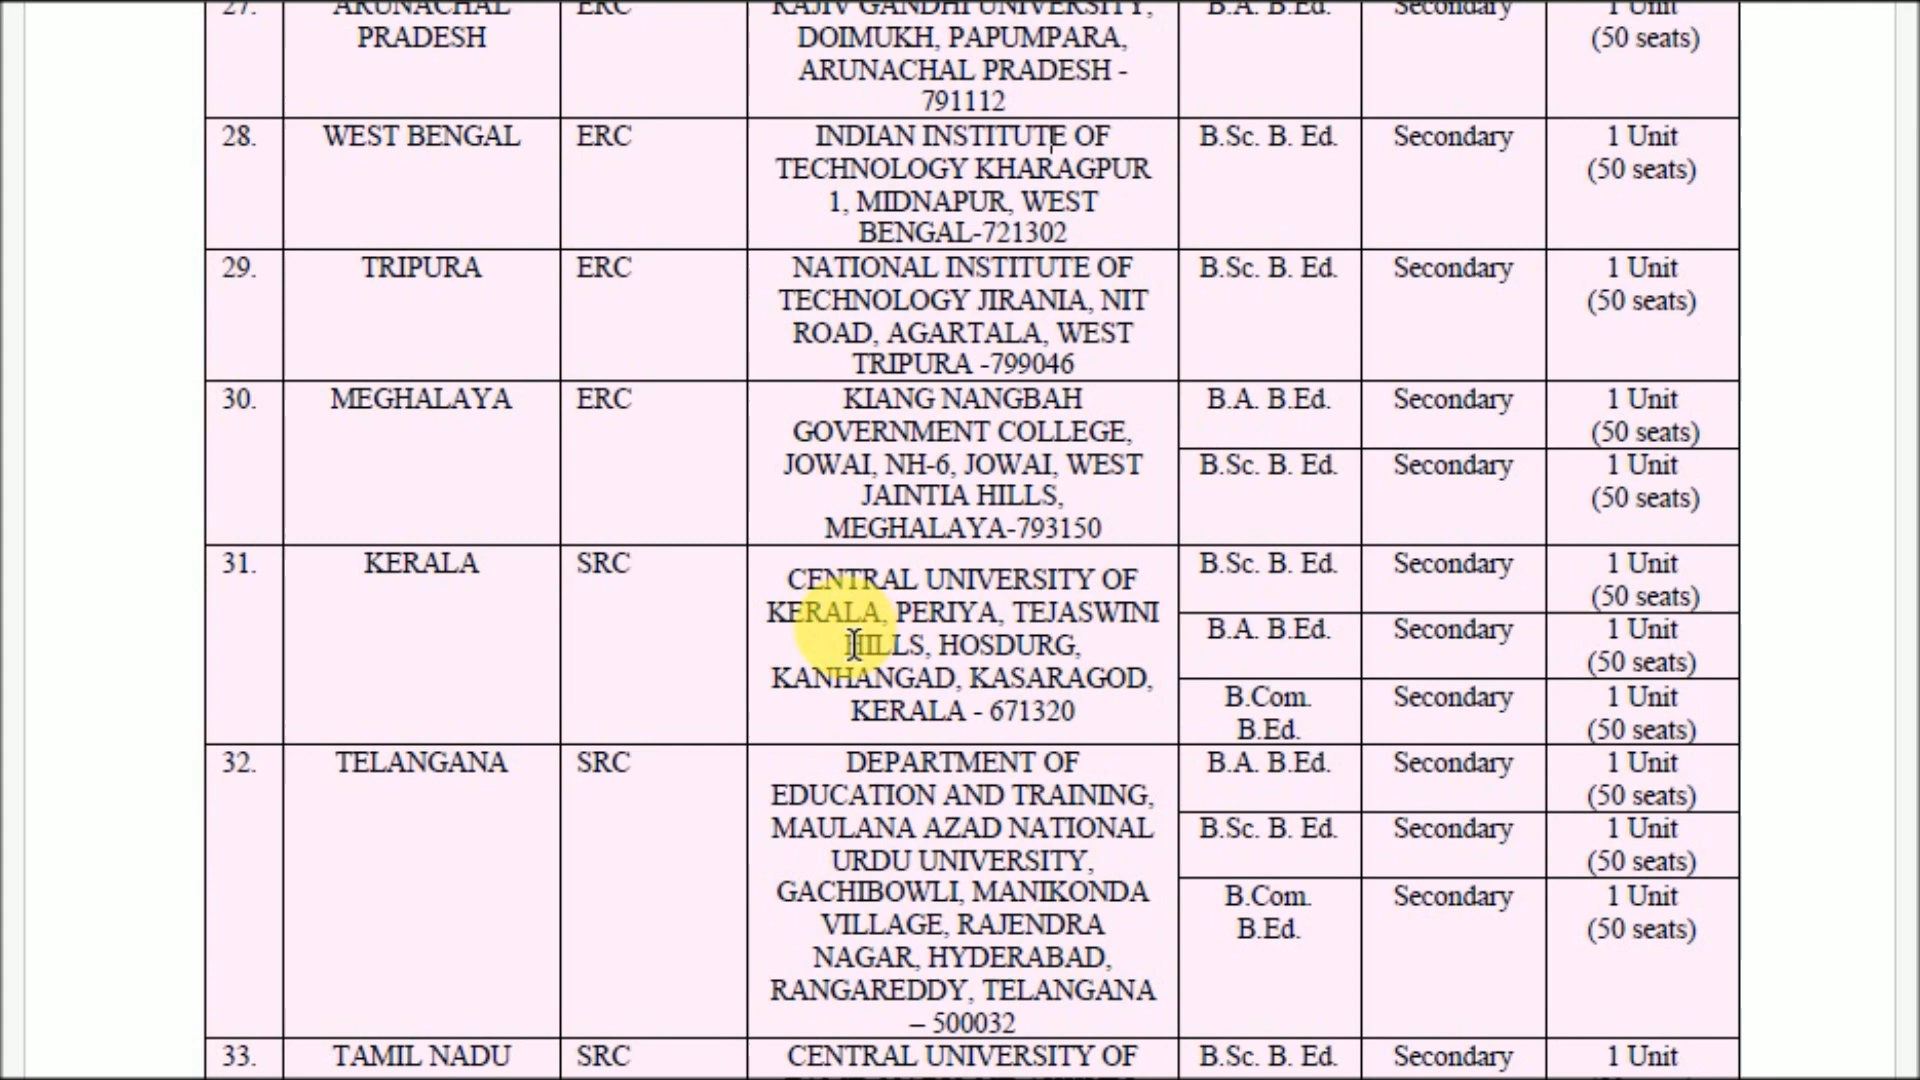 27. ARUNACHAL PRADESH ERC RAJIV GANDHI UNIVERSITY, B.A. B.Ed. Secondary 1 Unit
DOIMUKH, PAPUMPARA, (50 seats)
ARUNACHAL PRADESH -
791112
28. WEST BENGAL ERC INDIAN INSTITUTE OF B.Sc. B. Ed. Secondary 1 Unit
TECHNOLOGY KHARAGPUR (50 seats)
1, MIDNAPUR, WEST
BENGAL-721302
29. TRIPURA ERC NATIONAL INSTITUTE OF B.Sc. B. Ed. Secondary 1 Unit
TECHNOLOGY JIRANIA, NIT (50 seats)
ROAD, AGARTALA, WEST
TRIPURA -799046
30. MEGHALAYA ERC KIANG NANGBAH B.A. B.Ed. Secondary 1 Unit
GOVERNMENT COLLEGE, (50 seats)
JOWAI, NH-6, JOWAI, WEST B.Sc. B. Ed. Secondary 1 Unit
JAINTIA HILLS, (50 seats)
MEGHALAYA-793150
31. KERALA SRC B.Sc. B. Ed. Secondary 1 Unit
CENTRAL UNIVERSITY OF (50 seats)
KERALA, PERIYA, TEJASWINI B.A. B.Ed. Secondary 1 Unit
HILLS, HOSDURG, (50 seats)
KANHANGAD, KASARAGOD, B.Com. Secondary 1 Unit
KERALA - 671320 B.Ed. (50 seats)
32. TELANGANA SRC DEPARTMENT OF B.A. B.Ed. Secondary 1 Unit
EDUCATION AND TRAINING, (50 seats)
MAULANA AZAD NATIONAL B.Sc. B. Ed. Secondary 1 Unit
URDU UNIVERSITY, (50 seats)
GACHIBOWLI, MANIKONDA B.Com. Secondary 1 Unit
VILLAGE, RAJENDRA B.Ed. (50 seats)
NAGAR, HYDERABAD,
RANGAREDDY, TELANGANA
– 500032
33. TAMIL NADU SRC CENTRAL UNIVERSITY OF B.Sc. B. Ed. Secondary 1 Unit